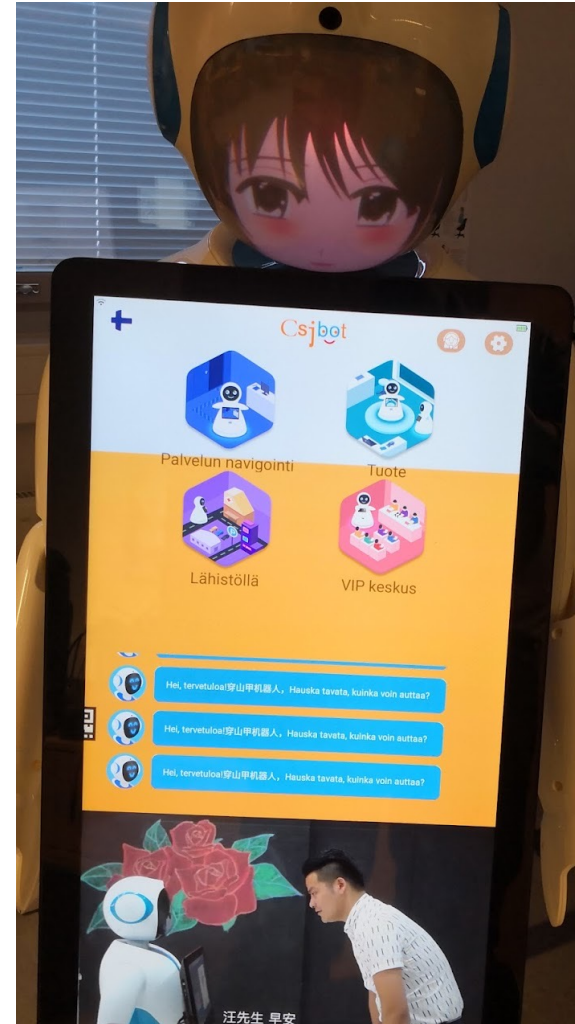 Csjbot
Palvelun navigointi
Tuote
Lähistöllä
VIP keskus
Hei, tervetuloa!穿山甲机器人，Hauska tavata, kuinka voin auttaa?
Hei, tervetuloa!穿山甲机器人，Hauska tavata, kuinka voin auttaa?
Hei, tervetuloa!穿山甲机器人，Hauska tavata, kuinka voin auttaa?
汪先生 早安